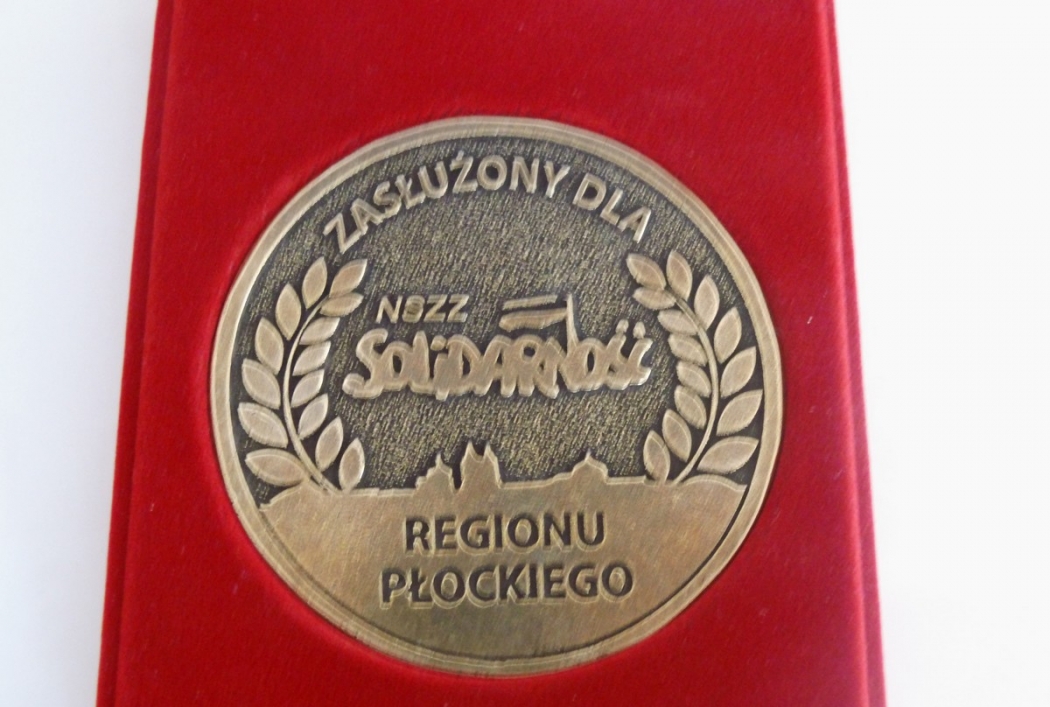 ZASŁUŻONY DLA
NSZZ
SOLIDARNOŚĆ
REGIONU
PŁOCKIEGO